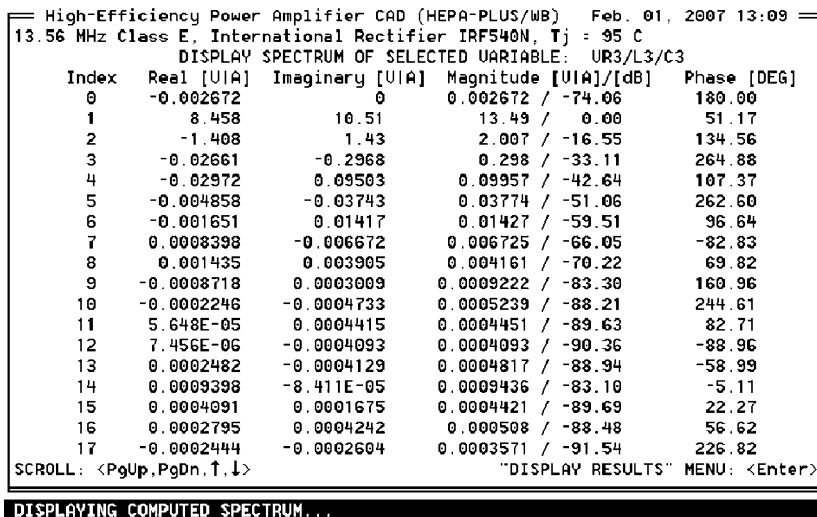 High-Efficiency Power Amplifier CAD (HEPA-PLUS/WB) Feb. 01, 2007 13:09
13.56 MHz Class E, International Rectifier IRF540N, Tj = 95 C
DISPLAY SPECTRUM OF SELECTED VARIABLE: VR3/L3/C3
Index Real [V|A] Imaginary [V|A] Magnitude [V|A]/[dB] Phase [DEG]
0 -0.002672 0 0.002672 / -74.06 180.00
1 8.458 10.51 13.49 / 0.00 51.17
2 -1.408 1.43 2.007 / -16.55 134.56
3 -0.02661 -0.2968 0.298 / -33.11 264.88
4 -0.02972 0.09503 0.09957 / -42.64 107.37
5 -0.004858 -0.03743 0.03774 / -51.06 262.60
6 -0.001651 0.01417 0.01427 / -59.51 96.64
7 0.0008398 -0.006672 0.006725 / -66.05 -82.83
8 0.001435 0.003905 0.004161 / -70.22 69.82
9 -0.0008718 0.0003009 0.0009222 / -83.30 160.96
10 -0.0002246 -0.0004733 0.0005239 / -88.21 244.61
11 5.648E-05 0.0004415 0.0004451 / -89.63 82.71
12 7.456E-06 -0.0004093 0.0004093 / -90.36 -88.96
13 0.0002482 -0.0004129 0.0004817 / -88.94 -58.99
14 0.0009398 -8.411E-05 0.0009436 / -83.10 -5.11
15 0.0004091 0.0001675 0.0004421 / -89.69 22.27
16 0.0002795 0.0004242 0.000508 / -88.48 56.62
17 -0.0002444 -0.0002604 0.0003571 / -91.54 226.82
SCROLL: <PgUp,PgDn,↑,↓> "DISPLAY RESULTS" MENU: <Enter>
DISPLAYING COMPUTED SPECTRUM...